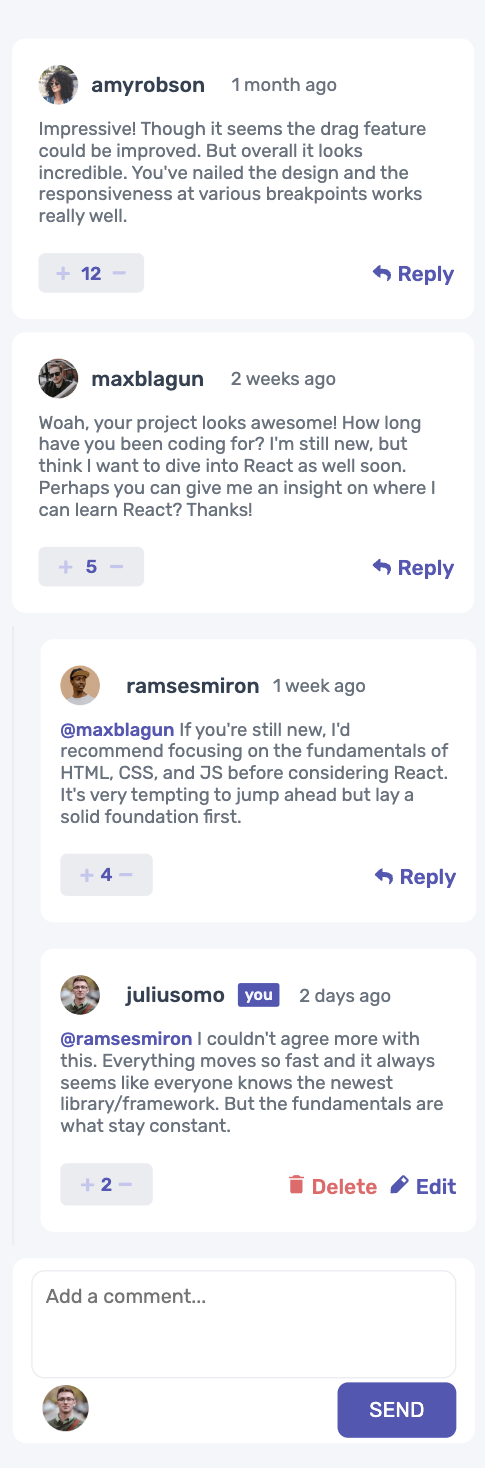 amyrobson 1 month ago
Impressive! Though it seems the drag feature
could be improved. But overall it looks
incredible. You've nailed the design and the
responsiveness at various breakpoints works
really well.
+ 12 − Reply
maxblagun 2 weeks ago
Woah, your project looks awesome! How long
have you been coding for? I'm still new, but
think I want to dive into React as well soon.
Perhaps you can give me an insight on where I
can learn React? Thanks!
+ 5 − Reply
ramsesmiron 1 week ago
@maxblagun If you're still new, I'd
recommend focusing on the fundamentals of
HTML, CSS, and JS before considering React.
It's very tempting to jump ahead but lay a
solid foundation first.
+ 4 − Reply
juliusomo you 2 days ago
@ramsesmiron I couldn't agree more with
this. Everything moves so fast and it always
seems like everyone knows the newest
library/framework. But the fundamentals are
what stay constant.
+ 2 − Delete Edit
Add a comment...
SEND